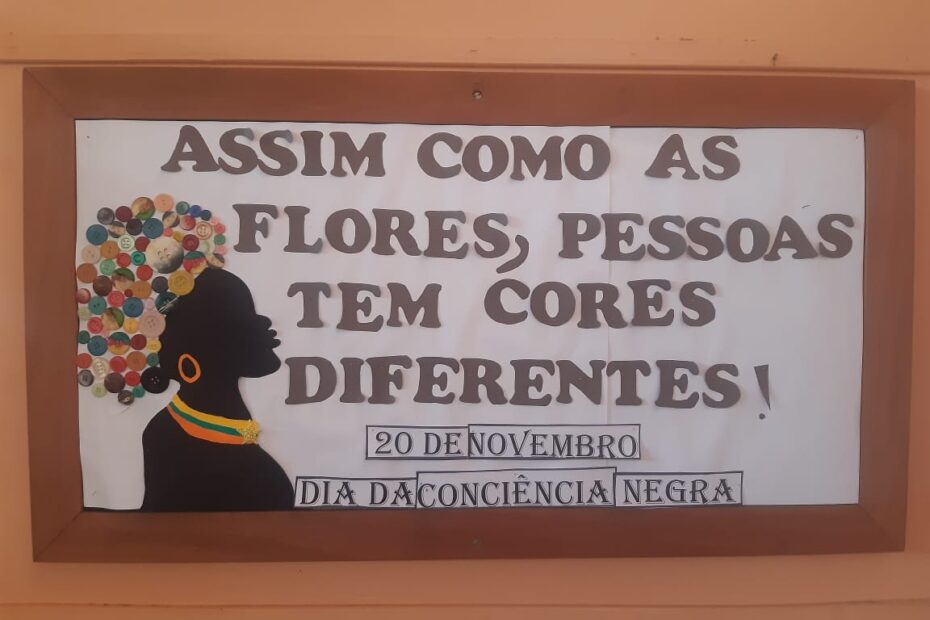 ASSIM COMO AS
FLORES, PESSOAS
TEM CORES
DIFERENTES!
20 DE NOVEMBRO
DIA DA CONCIÊNCIA NEGRA